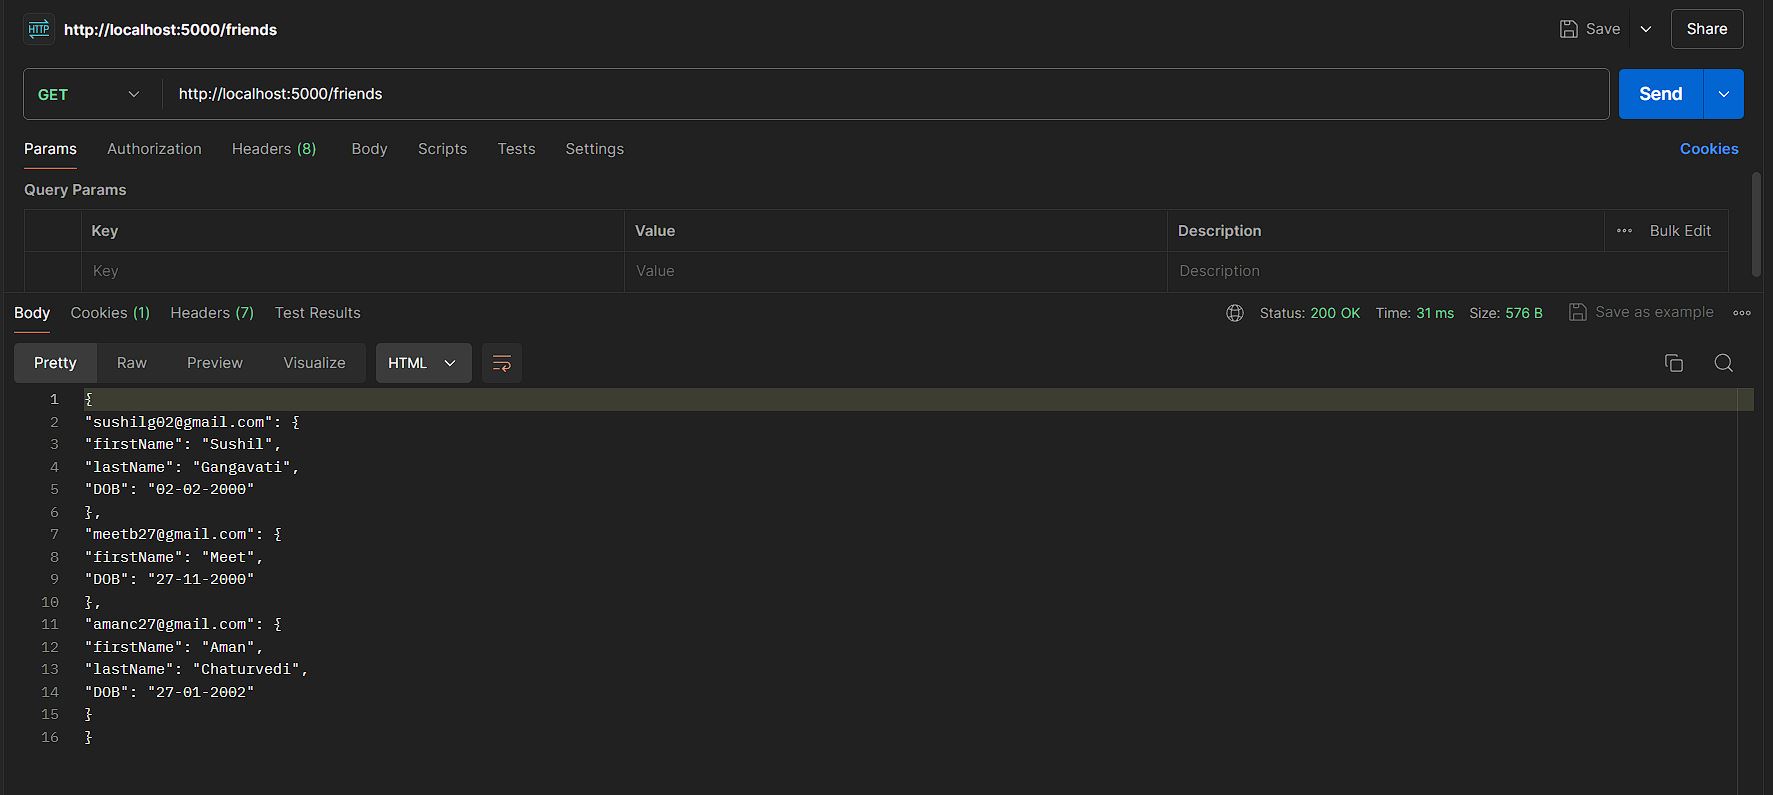 HTTP http://localhost:5000/friends Save Share
GET http://localhost:5000/friends Send
Params Authorization Headers (8) Body Scripts Tests Settings Cookies
Query Params
Key Value Description Bulk Edit
Key Value Description
Body Cookies (1) Headers (7) Test Results Status: 200 OK Time: 31 ms Size: 576 B Save as example
Pretty Raw Preview Visualize HTML
1 {
2 "sushilg02@gmail.com": {
3 "firstName": "Sushil",
4 "lastName": "Gangavati",
5 "DOB": "02-02-2000"
6 },
7 "meetb27@gmail.com": {
8 "firstName": "Meet",
9 "DOB": "27-11-2000"
10 },
11 "amanc27@gmail.com": {
12 "firstName": "Aman",
13 "lastName": "Chaturvedi",
14 "DOB": "27-01-2002"
15 }
16 }